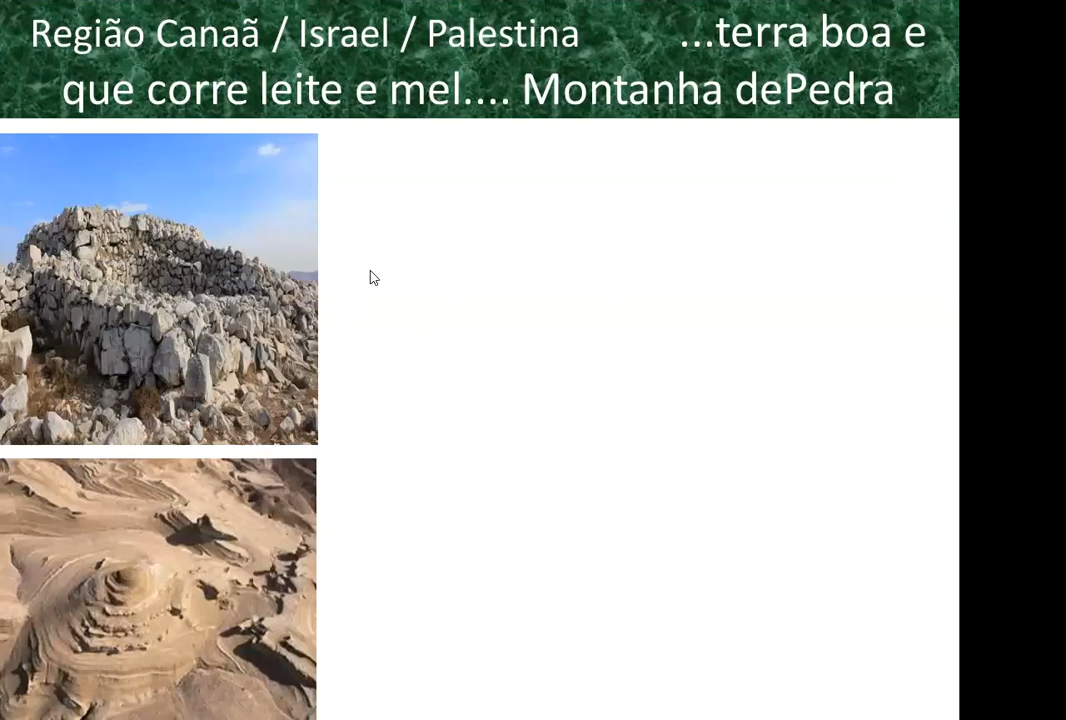 Região Canaã / Israel / Palestina ...terra boa e
que corre leite e mel.... Montanha dePedra